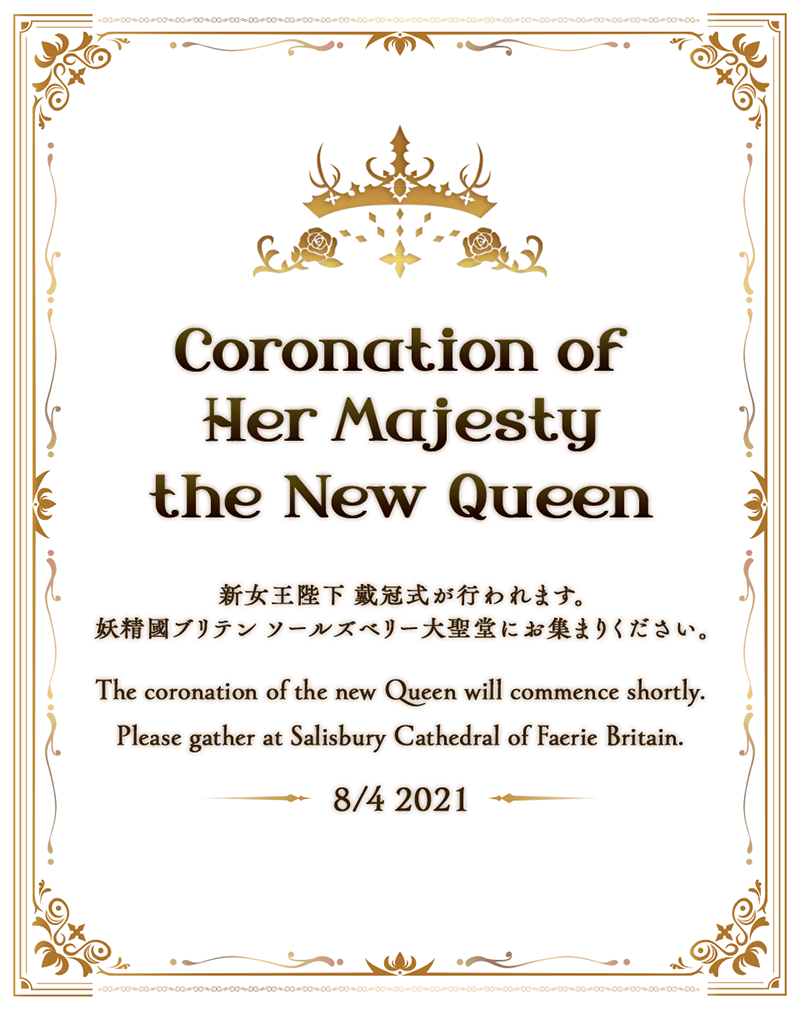 Coronation of
Her Majesty
the New Queen
新女王陛下 戴冠式が行われます。
妖精國ブリテン ソールズベリー大聖堂にお集まりください。
The coronation of the new Queen will commence shortly.
Please gather at Salisbury Cathedral of Faerie Britain.
8/4 2021